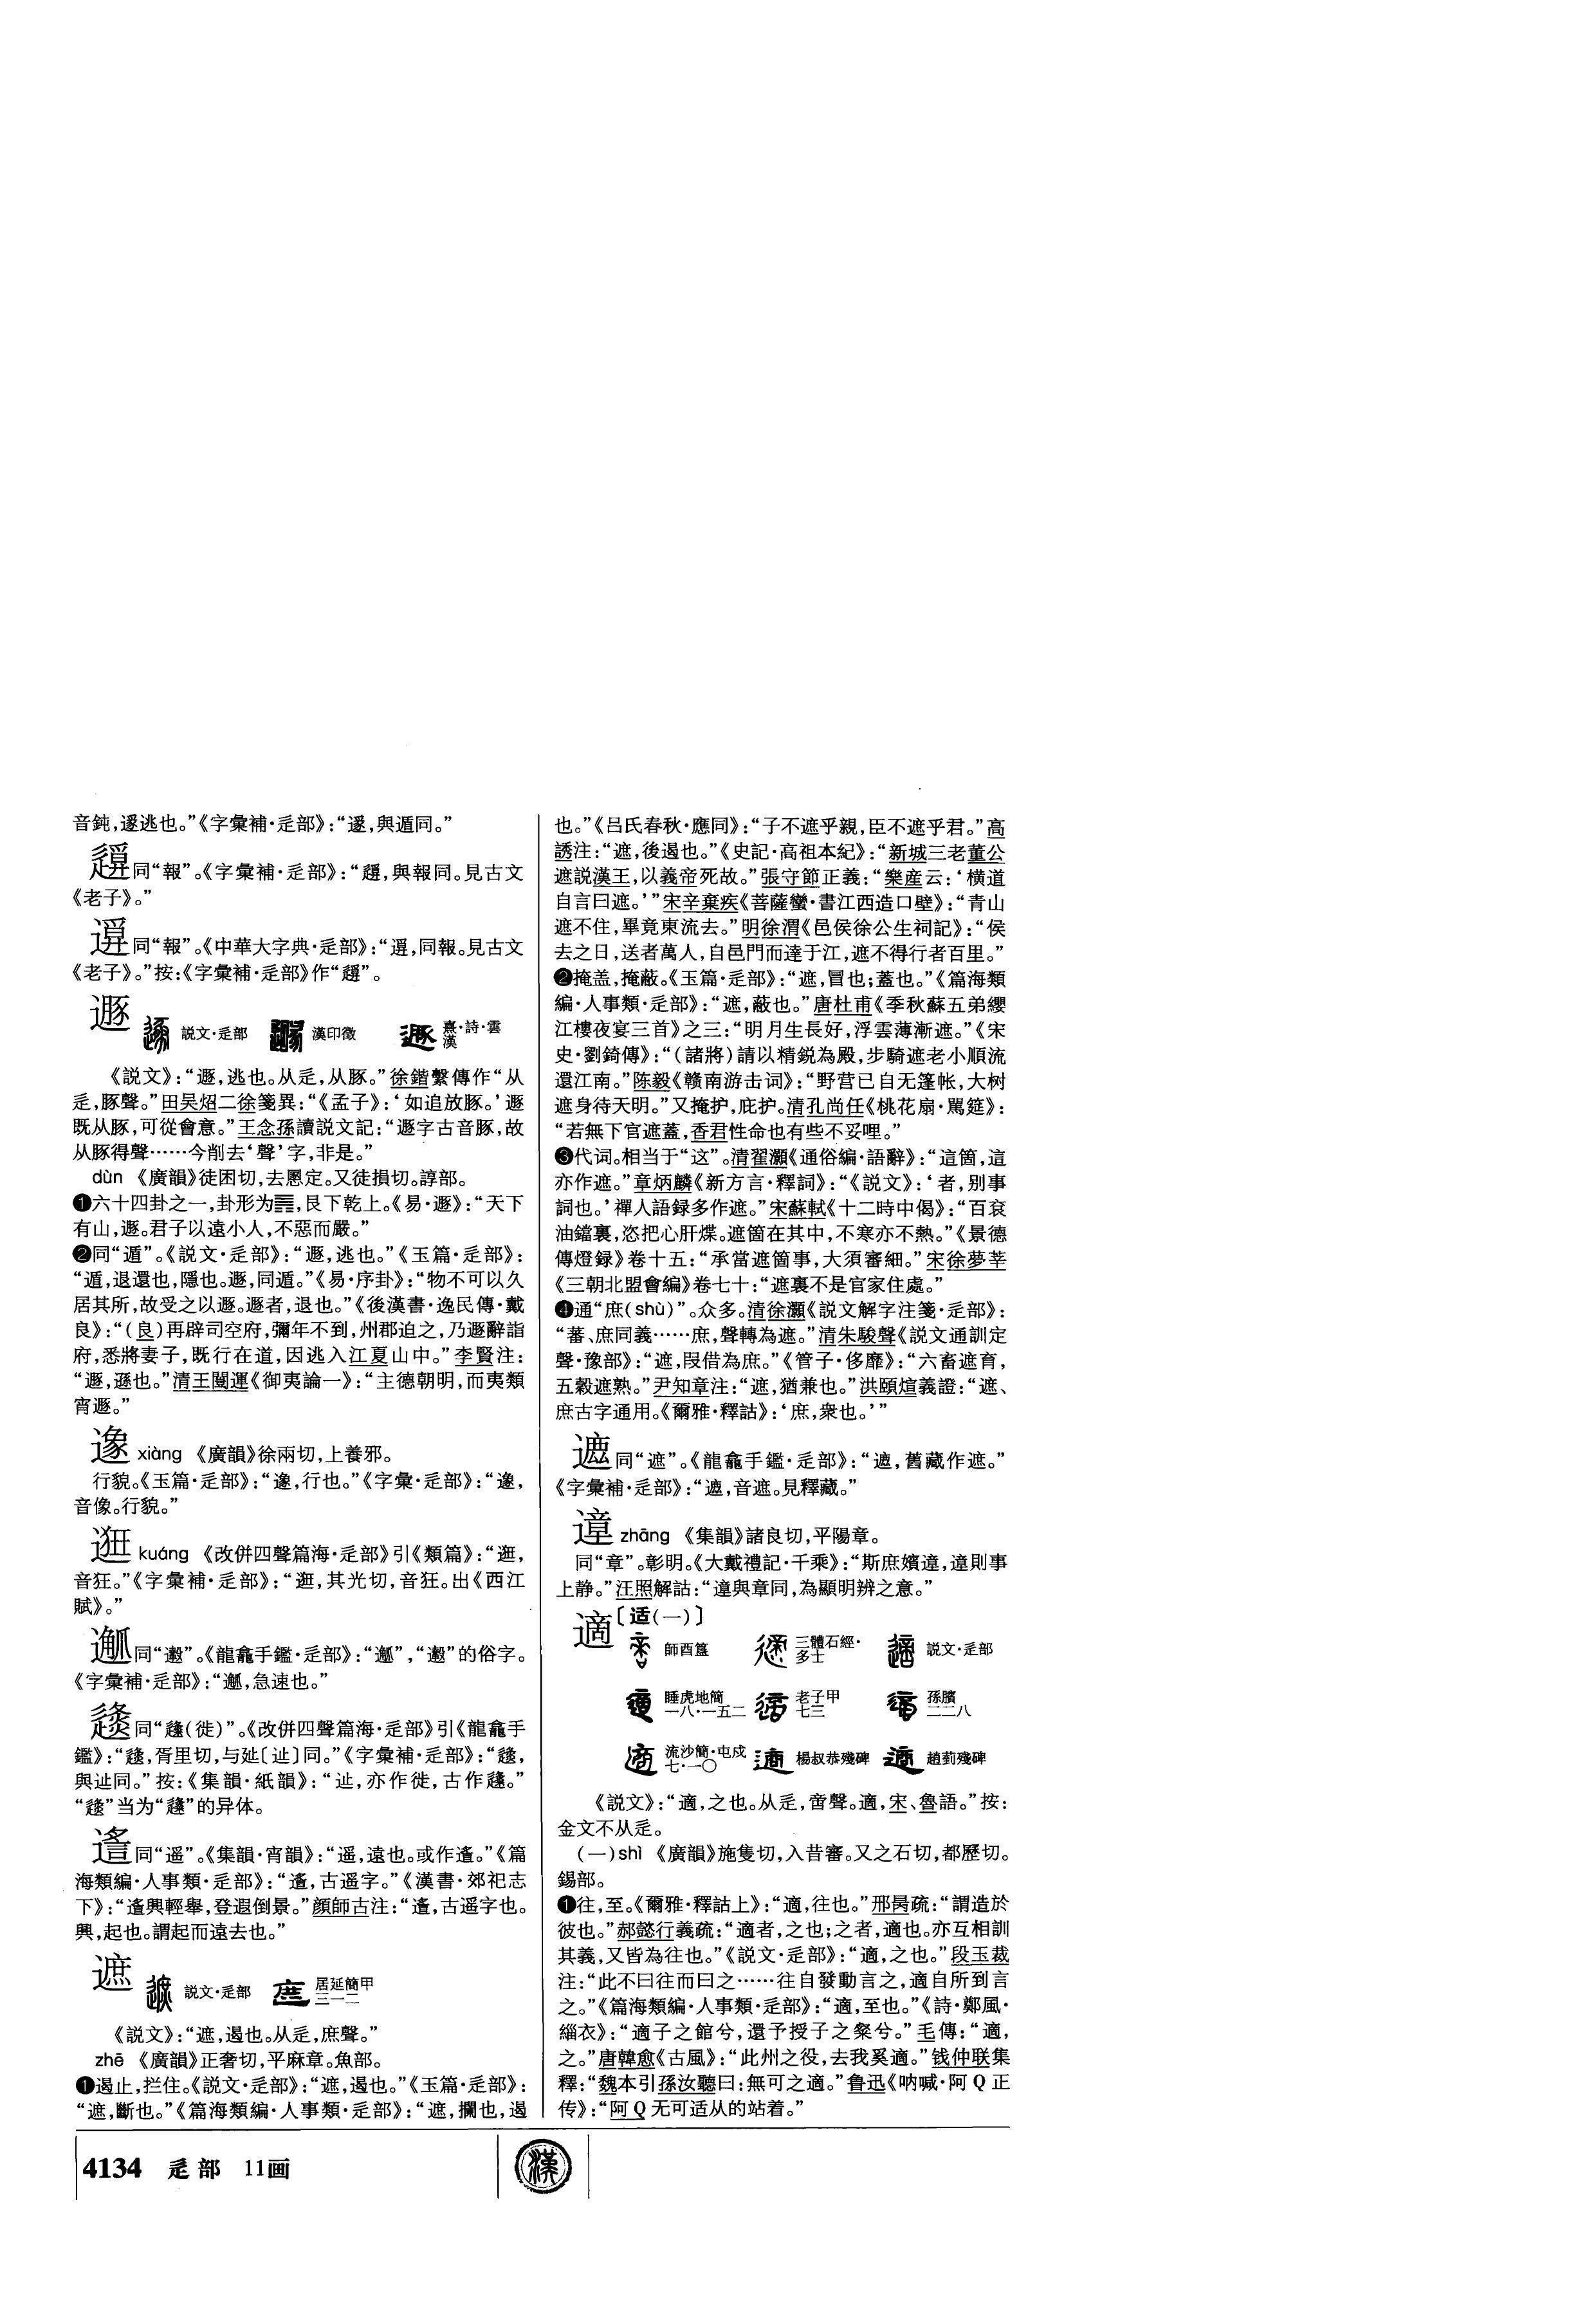 音鈍,逃也。”《字彙補·辵部》:“,與遁同。”
同“報”。《字彙補·辵部》:“,與報同。見古文
《老子》。”
同“報”。《中華大字典·辵部》:“,同報。見古文
《老子》。”按:《字彙補·辵部》作“”。
遯
説文·辵部 漢印徵 熹·詩·雲漢
《説文》:“遯,逃也。从辵,从豚。”徐鍇繫傳作“从
辵,豚聲。”田吴炤二徐箋異:“《孟子》:‘如追放豚。’遯
既从豚,可從會意。”王念孫讀説文記:“遯字古音豚,故
从豚得聲……今削去‘聲’字,非是。”
dùn 《廣韻》徒困切,去慁定。又徒損切。諄部。
❶六十四卦之一,卦形为䷠,艮下乾上。《易·遯》:“天下
有山,遯。君子以遠小人,不惡而嚴。”
❷同“遁”。《説文·辵部》:“遯,逃也。”《玉篇·辵部》:
“遁,退還也,隱也。遯,同遁。”《易·序卦》:“物不可以久
居其所,故受之以遯。遯者,退也。”《後漢書·逸民傳·戴
良》:“(良)再辟司空府,彌年不到,州郡迫之,乃遯辭詣
府,悉將妻子,既行在道,因逃入江夏山中。”李賢注:
“遯,遜也。”清王闓運《御夷論一》:“主德朝明,而夷類
宵遯。”
xiàng 《廣韻》徐兩切,上養邪。
行貌。《玉篇·辵部》:“,行也。”《字彙·辵部》:“,
音像。行貌。”
kuáng 《改併四聲篇海·辵部》引《類篇》:“,
音狂。”《字彙補·辵部》:“,其光切,音狂。出《西江
賦》。”
同“”。《龍龕手鑑·辵部》:“”,“”的俗字。
《字彙補·辵部》:“,急速也。”
同“(徙)”。《改併四聲篇海·辵部》引《龍龕手
鑑》:“,胥里切,与〔〕同。”《字彙補·辵部》:“,
與同。”按:《集韻·紙韻》:“,亦作徙,古作。”
“”当为“”的异体。
同“遥”。《集韻·宵韻》:“遥,遠也。或作。”《篇
海類編·人事類·辵部》:“,古遥字。”《漢書·郊祀志
下》:“興輕舉,登遐倒景。”顔師古注:“,古遥字也。
興,起也。謂起而遠去也。”
遮
説文·辵部 居延簡甲三一二
《説文》:“遮,遏也。从辵,庶聲。”
zhē 《廣韻》正奢切,平麻章。魚部。
❶遏止,拦住。《説文·辵部》:“遮,遏也。”《玉篇·辵部》:
“遮,斷也。”《篇海類編·人事類·辵部》:“遮,攔也,遏
也。”《吕氏春秋·應同》:“子不遮乎親,臣不遮乎君。”高
誘注:“遮,後遏也。”《史記·高祖本紀》:“新城三老董公
遮説漢王,以義帝死故。”張守節正義:“樂産云:‘横道
自言曰遮。’”宋辛棄疾《菩薩蠻·書江西造口壁》:“青山
遮不住,畢竟東流去。”明徐渭《邑侯徐公生祠記》:“侯
去之日,送者萬人,自邑門而達于江,遮不得行者百里。”
❷掩盖,掩蔽。《玉篇·辵部》:“遮,冒也;蓋也。”《篇海類
編·人事類·辵部》:“遮,蔽也。”唐杜甫《季秋蘇五弟纓
江樓夜宴三首》之三:“明月生長好,浮雲薄漸遮。”《宋
史·劉錡傳》:“(諸將)請以精鋭為殿,步騎遮老小順流
還江南。”陈毅《赣南游击词》:“野营已自无篷帐,大树
遮身待天明。”又掩护,庇护。清孔尚任《桃花扇·駡筵》:
“若無下官遮蓋,香君性命也有些不妥哩。”
❸代词。相当于“这”。清翟灝《通俗編·語辭》:“這箇,這
亦作遮。”章炳麟《新方言·釋詞》:“《説文》:‘者,别事
詞也。’禪人語録多作遮。”宋蘇軾《十二時中偈》:“百衮
油鐺裏,恣把心肝煠。遮箇在其中,不寒亦不熱。”《景德
傳燈録》卷十五:“承當遮箇事,大須審細。”宋徐夢莘
《三朝北盟會編》卷七十:“遮裏不是官家住處。”
❹通“庶(shù)”。众多。清徐灝《説文解字注箋·辵部》:
“蕃、庶同義……庶,聲轉為遮。”清朱駿聲《説文通訓定
聲·豫部》:“遮,叚借為庶。”《管子·侈靡》:“六畜遮育,
五穀遮熟。”尹知章注:“遮,猶兼也。”洪頤煊義證:“遮、
庶古字通用。《爾雅·釋詁》:‘庶,衆也。’”
同“遮”。《龍龕手鑑·辵部》:“,舊藏作遮。”
《字彙補·辵部》:“,音遮。見釋藏。”
遧 zhāng 《集韻》諸良切,平陽章。
同“章”。彰明。《大戴禮記·千乘》:“斯庶嬪遧,遧則事
上静。”汪照解詁:“遧與章同,為顯明辨之意。”
適〔适(一)〕
師酉簋 三體石經·多士 説文·辵部
睡虎地簡一八·一五二 老子甲七三 孫臏二二八
流沙簡·屯戍七·一〇 楊叔恭殘碑 趙菿殘碑
《説文》:“適,之也。从辵,啻聲。適,宋、魯語。”按:
金文不从辵。
(一)shì 《廣韻》施隻切,入昔審。又之石切,都歷切。
錫部。
❶往,至。《爾雅·釋詁上》:“適,往也。”邢昺疏:“謂造於
彼也。”郝懿行義疏:“適者,之也;之者,適也。亦互相訓
其義,又皆為往也。”《説文·辵部》:“適,之也。”段玉裁
注:“此不曰往而曰之……往自發動言之,適自所到言
之。”《篇海類編·人事類·辵部》:“適,至也。”《詩·鄭風·
緇衣》:“適子之館兮,還予授子之粲兮。”毛傳:“適,
之。”唐韓愈《古風》:“此州之役,去我奚適。”钱仲联集
釋:“魏本引孫汝聽曰:無可之適。”鲁迅《呐喊·阿Q正
传》:“阿Q无可适从的站着。”
4134 辵部 11画
漢